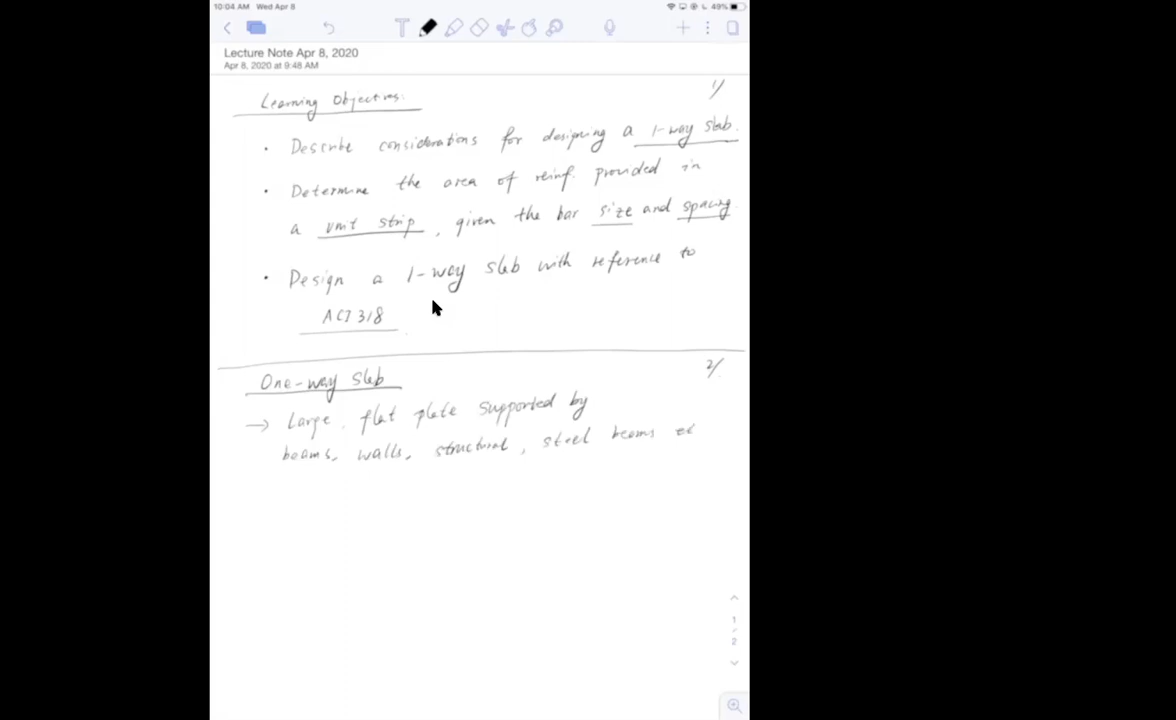 10:04 AM Wed Apr 8
49%
Lecture Note Apr 8, 2020
Apr 8, 2020 at 9:48 AM
1/
Learning Objectives:
• Describe considerations for designing a 1-way slab.
• Determine the area of reinf. provided in
a unit strip, given the bar size and spacing.
• Design a 1-way slab with reference to
ACI 318
2/
One-way slab
→ Large, flat plate supported by
beams, walls, structural, steel beams
1
/
2